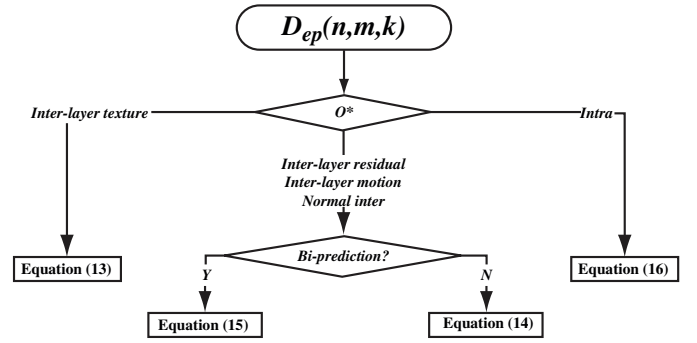 D_ep(n,m,k)
O*
Inter-layer texture
Intra
Inter-layer residual
Inter-layer motion
Normal inter
Bi-prediction?
Equation (13)
Equation (16)
Y
N
Equation (15)
Equation (14)